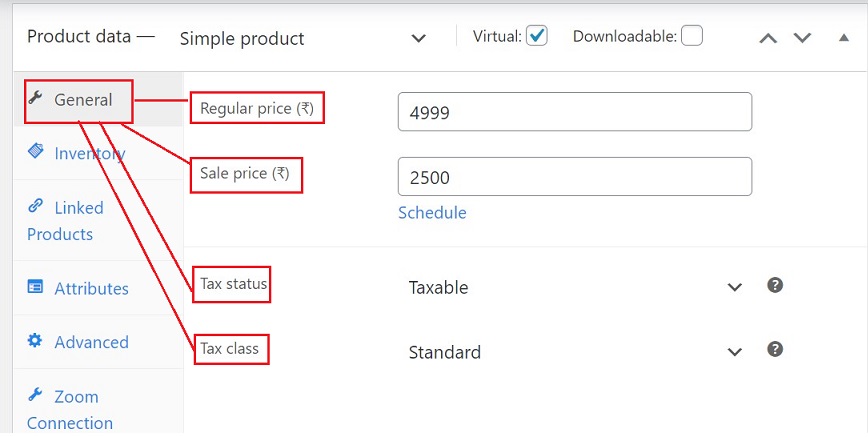 Product data — Simple product Virtual: Downloadable:
General
Regular price (₹) 4999
Inventory
Sale price (₹) 2500
Linked
Products
Schedule
Attributes
Tax status Taxable
Advanced
Tax class Standard
Zoom
Connection